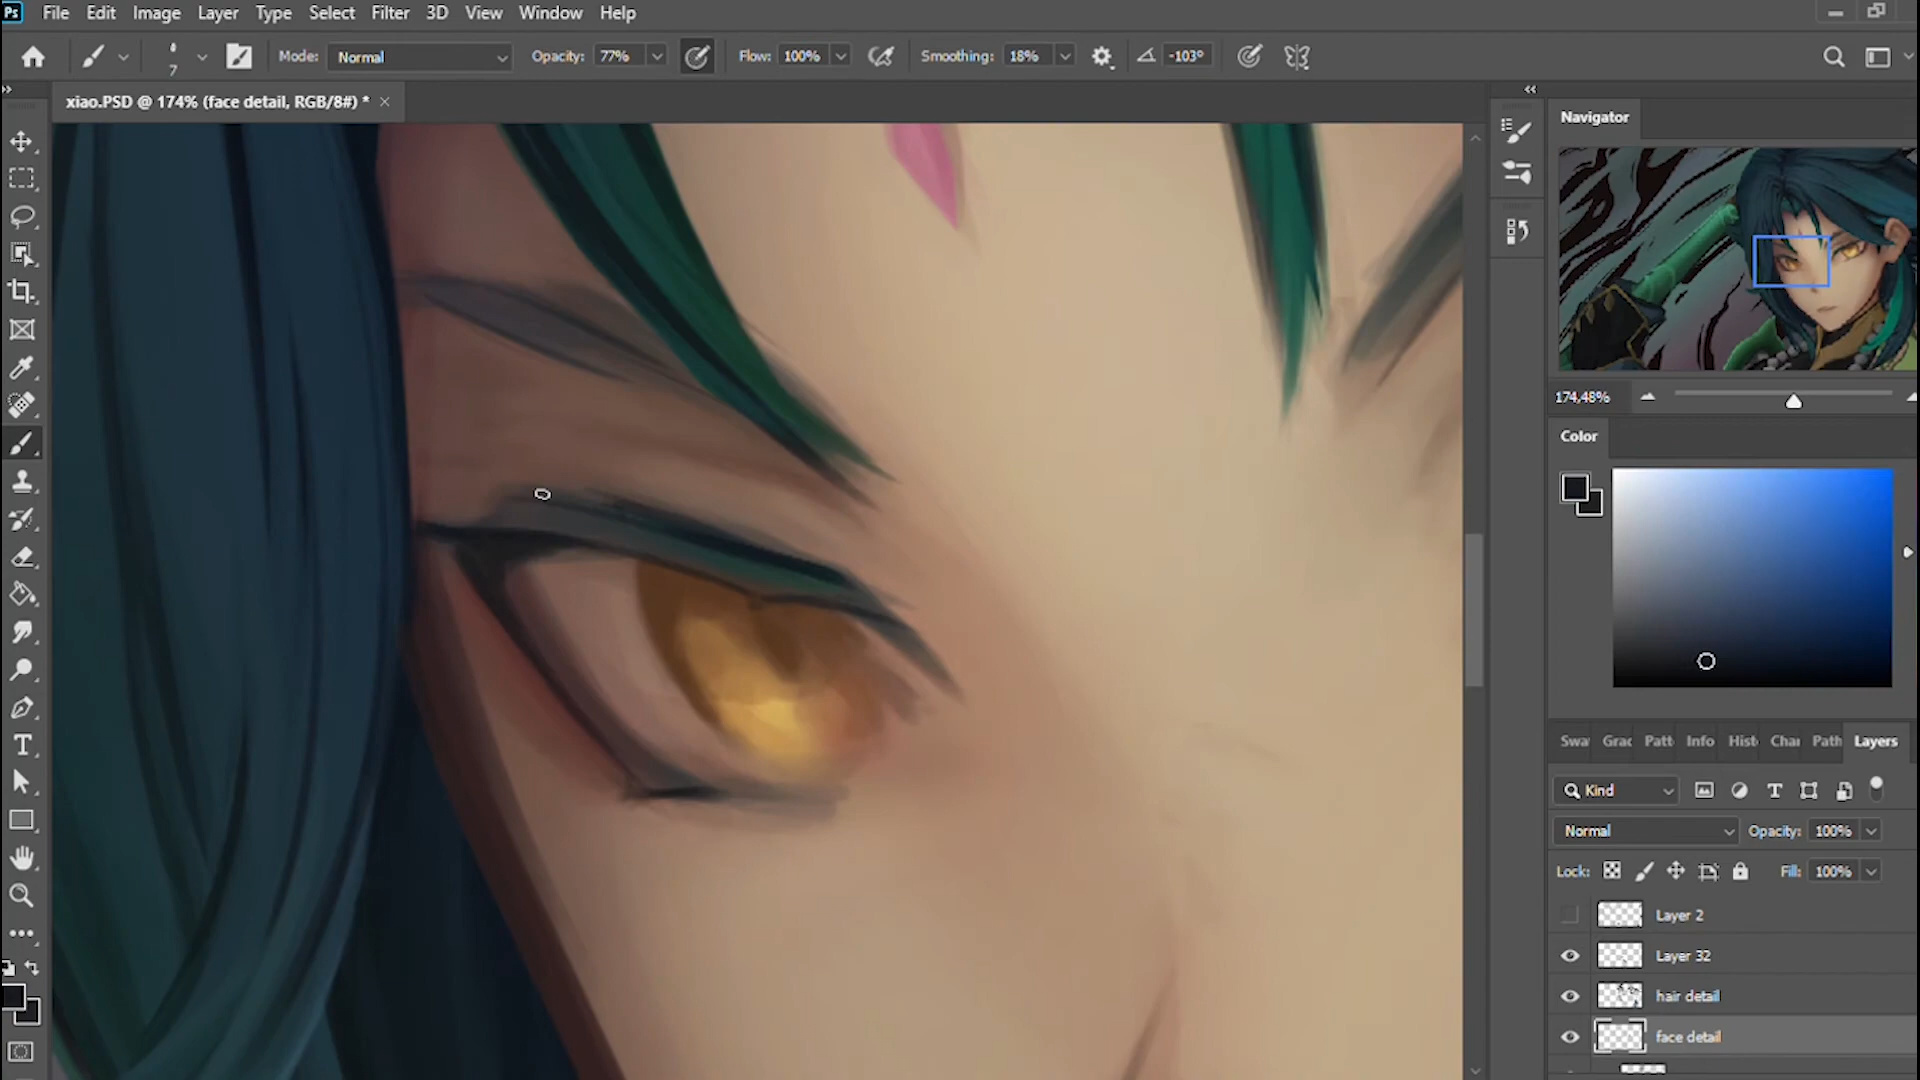 Ps File Edit Image Layer Type Select Filter 3D View Window Help
7 Mode: Normal Opacity: 77% Flow: 100% Smoothing: 18% -103°
xiao.PSD @ 174% (face detail, RGB/8#) * ×
Navigator
174,48%
Color
Swa Grac Patt Info Hist Cha Path Layers
Kind
Normal Opacity: 100%
Lock: Fill: 100%
Layer 2
Layer 32
hair detail
face detail